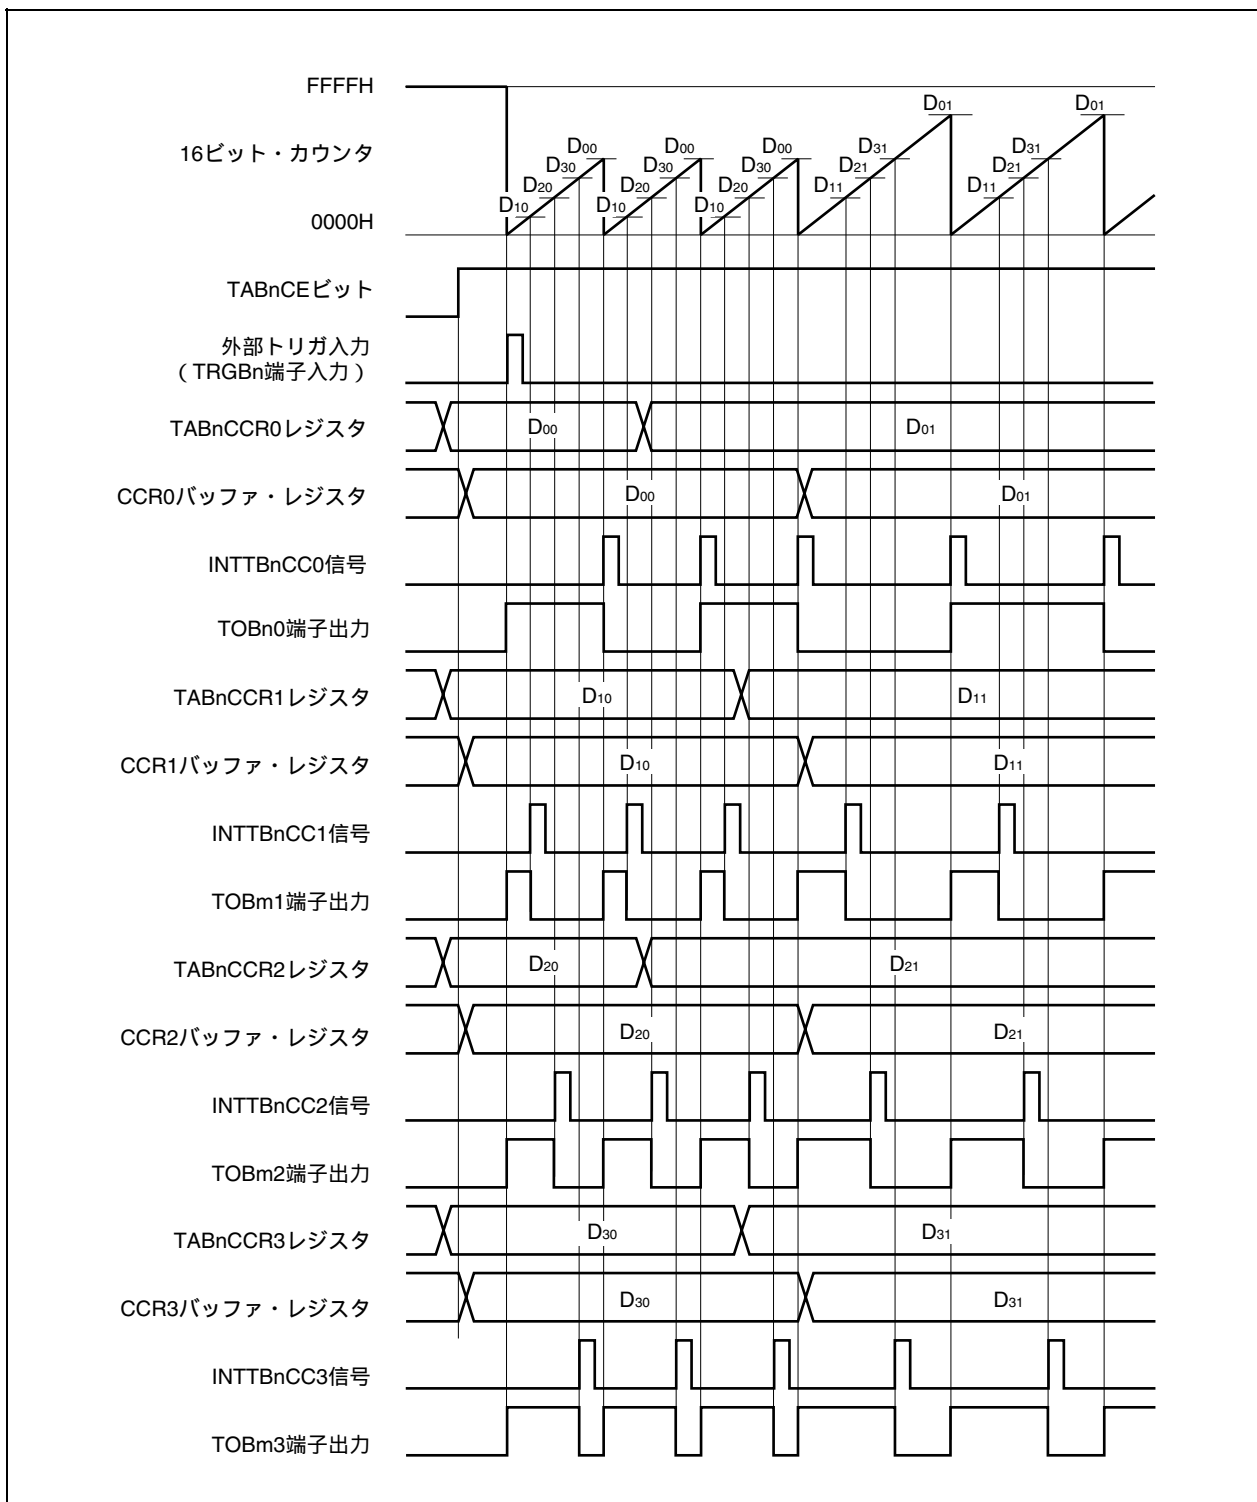 FFFFH
D01 D01
16ビット・カウンタ
D00 D00 D00 D31 D31
D30 D30 D30 D21 D21
D20 D20 D20 D11 D11
D10 D10 D10
0000H
TABnCEビット
外部トリガ入力
(TRGBn端子入力)
TABnCCR0レジスタ D00 D01
CCR0バッファ・レジスタ D00 D01
INTTBnCC0信号
TOBn0端子出力
TABnCCR1レジスタ D10 D11
CCR1バッファ・レジスタ D10 D11
INTTBnCC1信号
TOBm1端子出力
TABnCCR2レジスタ D20 D21
CCR2バッファ・レジスタ D20 D21
INTTBnCC2信号
TOBm2端子出力
TABnCCR3レジスタ D30 D31
CCR3バッファ・レジスタ D30 D31
INTTBnCC3信号
TOBm3端子出力